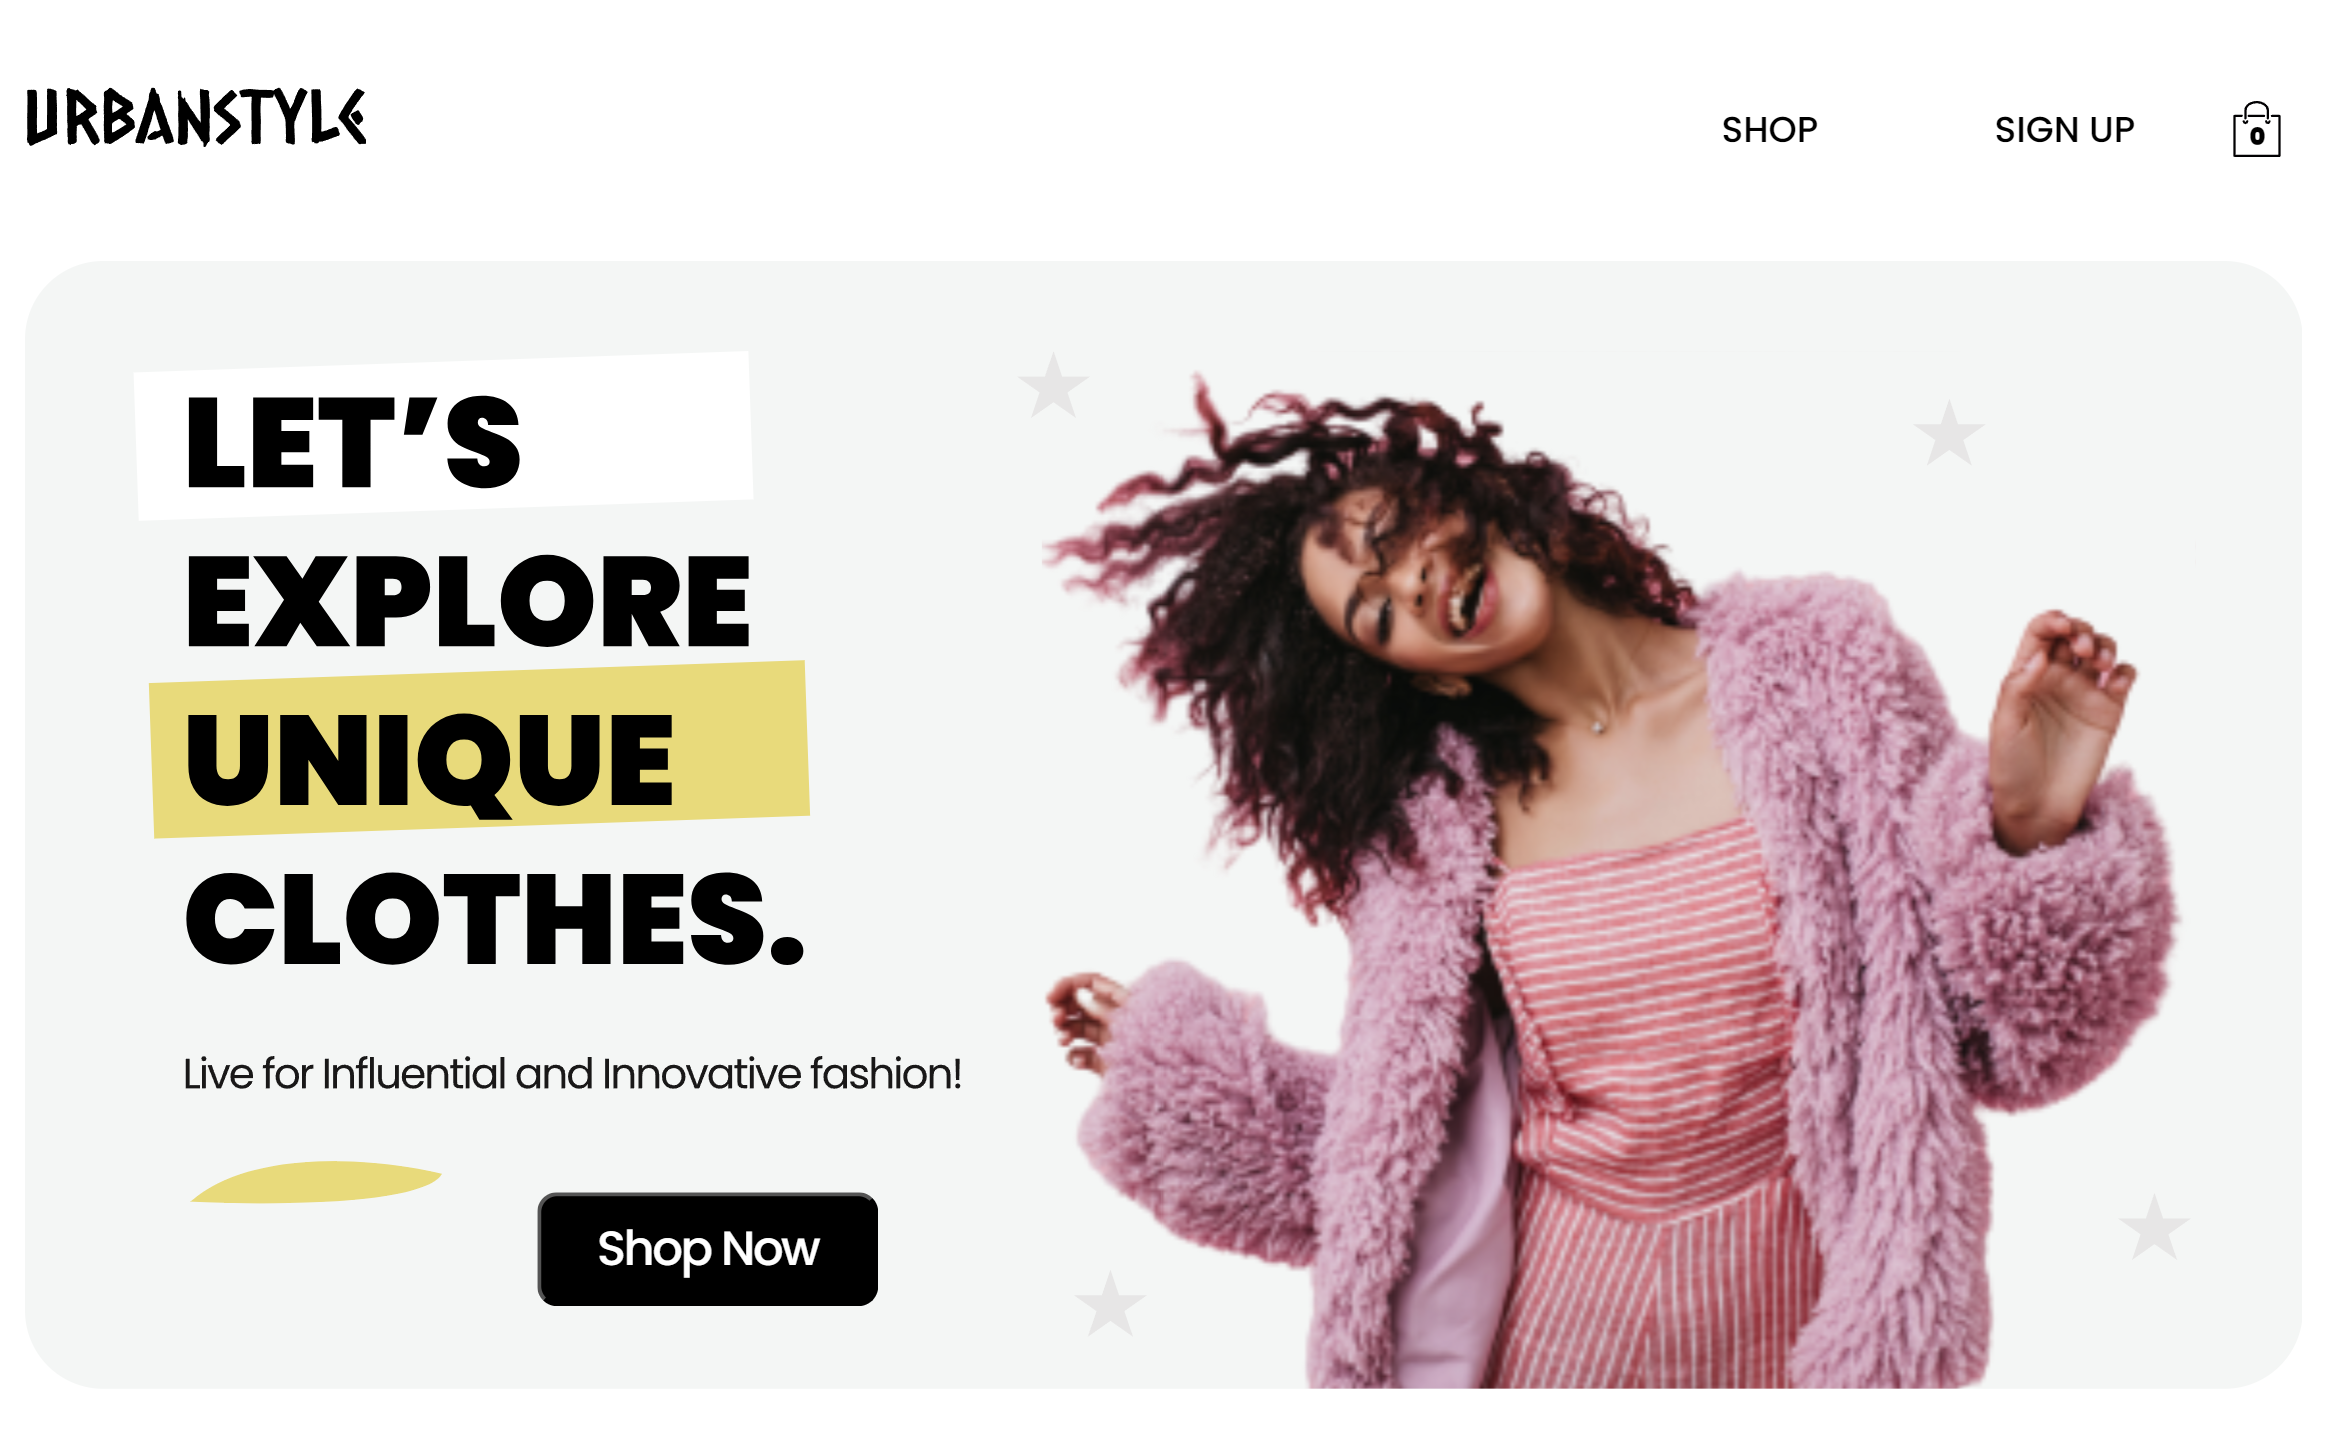 URBANSTYLE
SHOP
SIGN UP
0
LET’S
EXPLORE
UNIQUE
CLOTHES.
Live for Influential and Innovative fashion!
Shop Now